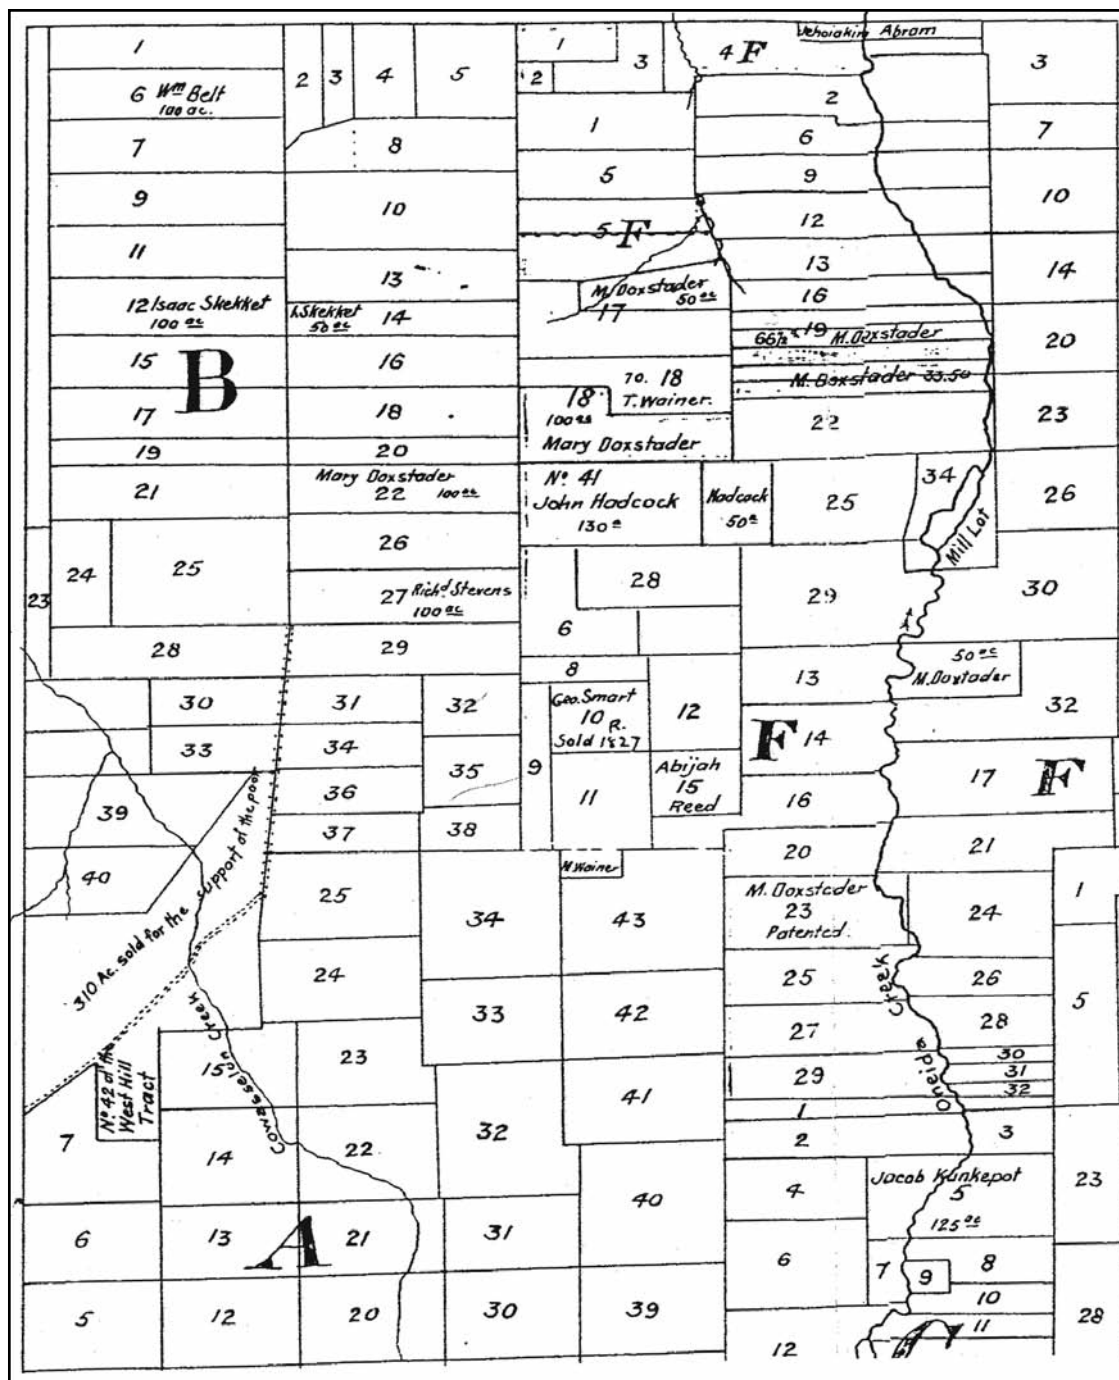 1
2
3
4
5
1
2
3
4 F
Jehoiakim Abram
3
6 Wm Belt
100 ac.
2
7
8
1
6
7
5
9
9
10
12
10
5 F
11
13
13
14
M. Doxstader
50 ac
17
16
12 Isaac Skekket
100 ac
I. Skekket
50 ac
14
66½ a 19 M. Doxstader
20
15
B
16
To. 18
T. Wainer.
M. Doxstader 33.50
17
18
18
100 ac
Mary Doxstader
22
23
19
20
21
Mary Doxstader
22 100 ac
No 41
John Hadcock
130 a
Hadcock
50 a
25
34
Mill Lot
26
26
24
25
23
27 Richd Stevens
100 ac
28
6
29
30
28
29
8
13
50 ac
M. Doxtader
30
31
32
Geo. Smart
10 R.
Sold 1827
12
32
F
14
33
34
35
9
11
Abijah
15
Reed
17
F
36
16
39
37
38
20
21
40
M Wainer
310 Ac. sold for the support of the poor
25
34
43
M. Doxstader
23
Patented.
24
1
24
33
42
25
26
5
Cowasselun Creek
Oneida Creek
27
28
15
23
29
30
31
32
41
No 42 of the
West Hill
Tract
1
7
14
22
32
2
3
4
Jacob Kunkepot
5
125 ac
23
40
6
13
A
21
31
6
7
9
8
10
5
12
20
30
39
12
C
11
28